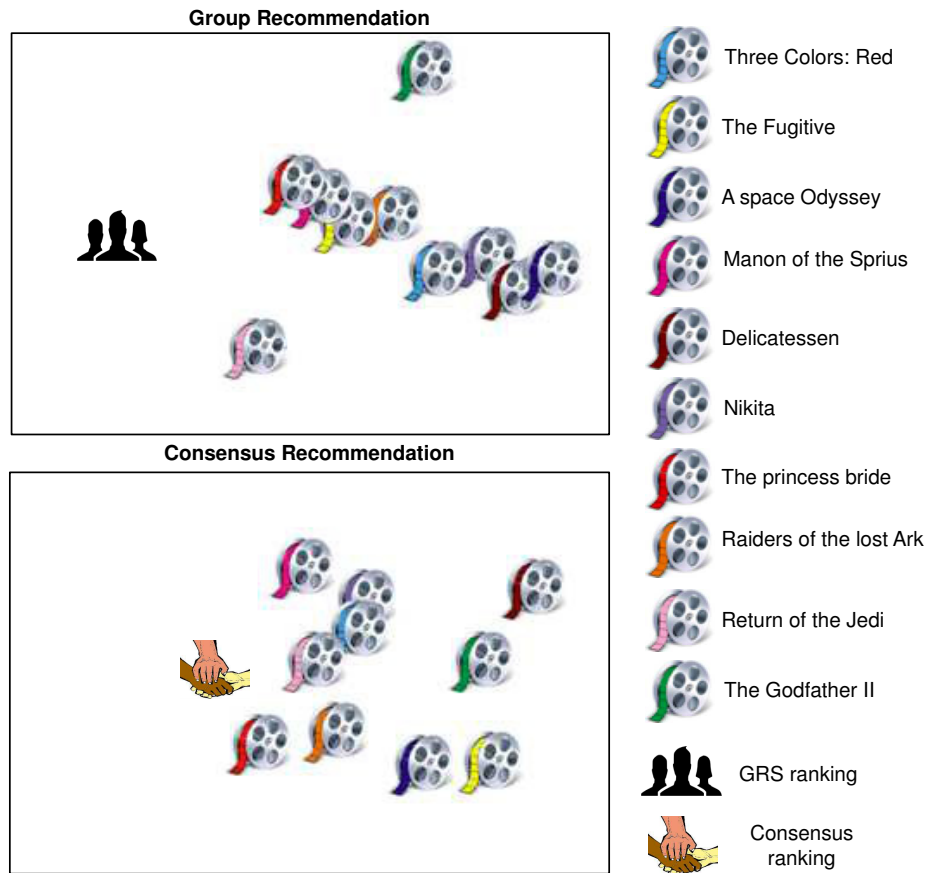 Group Recommendation
Consensus Recommendation
Three Colors: Red
The Fugitive
A space Odyssey
Manon of the Sprius
Delicatessen
Nikita
The princess bride
Raiders of the lost Ark
Return of the Jedi
The Godfather II
GRS ranking
Consensus
ranking